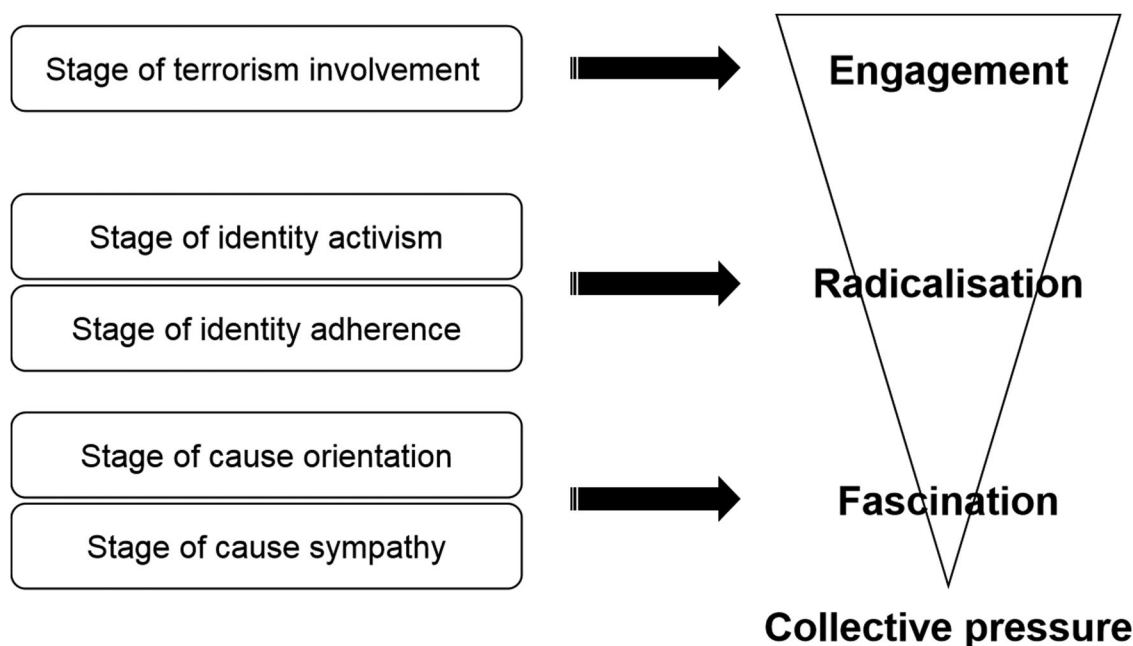 Stage of terrorism involvement
Engagement
Stage of identity activism
Stage of identity adherence
Radicalisation
Stage of cause orientation
Stage of cause sympathy
Fascination
Collective pressure